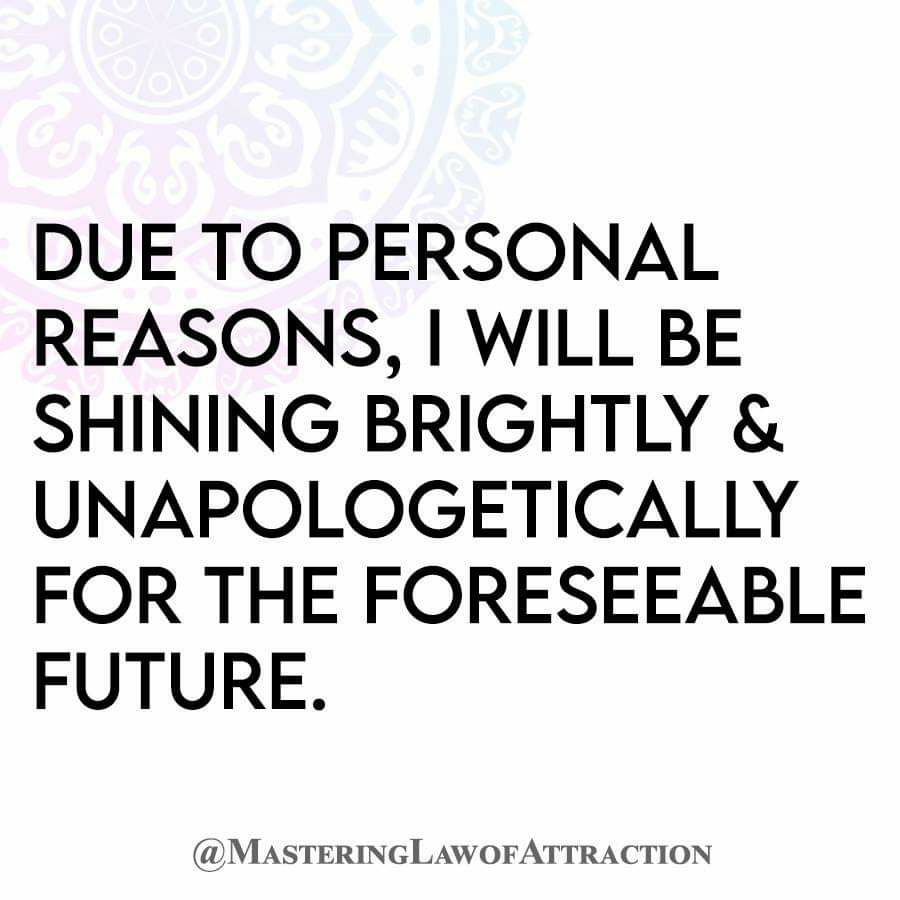 DUE TO PERSONAL
REASONS, I WILL BE
SHINING BRIGHTLY &
UNAPOLOGETICALLY
FOR THE FORESEEABLE
FUTURE.
@MASTERINGLAWOFATTRACTION